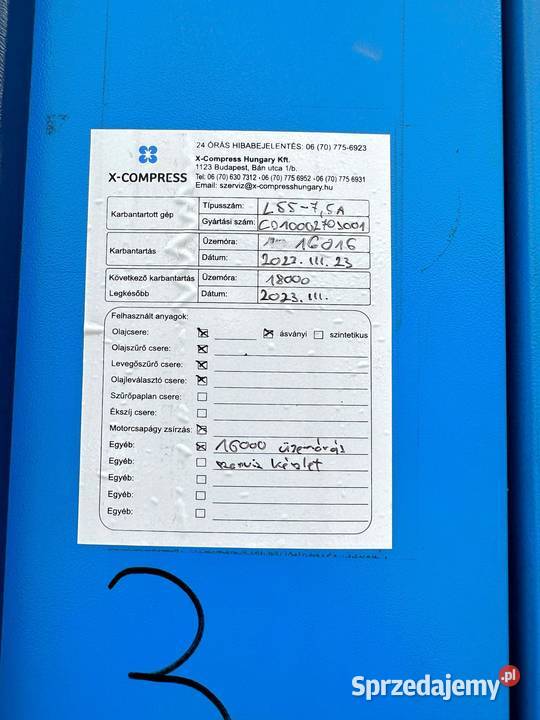 24 ÓRÁS HIBABEJELENTÉS: 06 (70) 775-6923
X-COMPRESS
X-Compress Hungary Kft.
1123 Budapest, Bán utca 1/b.
Tel: 06 (70) 630 7312 - 06 (70) 775 6952 - 06 (70) 775 6931
Email: szerviz@x-compresshungary.hu
Karbantartott gép
Típusszám: L55-7,5A
Gyártási szám: CD10002703001
Karbantartás
Üzemóra: 16016
Dátum: 2022. III. 23
Következő karbantartás
Legkésőbb
Üzemóra: 18000
Dátum: 2023. III.
Felhasznált anyagok:
Olajcsere: ásványi szintetikus
Olajszűrő csere:
Levegőszűrő csere:
Olajleválasztó csere:
Szűrőpaplan csere:
Ékszíj csere:
Motorcsapágy zsírzás:
Egyéb: 16000 üzemórás
Egyéb: szerviz készlet
Egyéb:
Egyéb:
Egyéb:
3
Sprzedajemy.pl